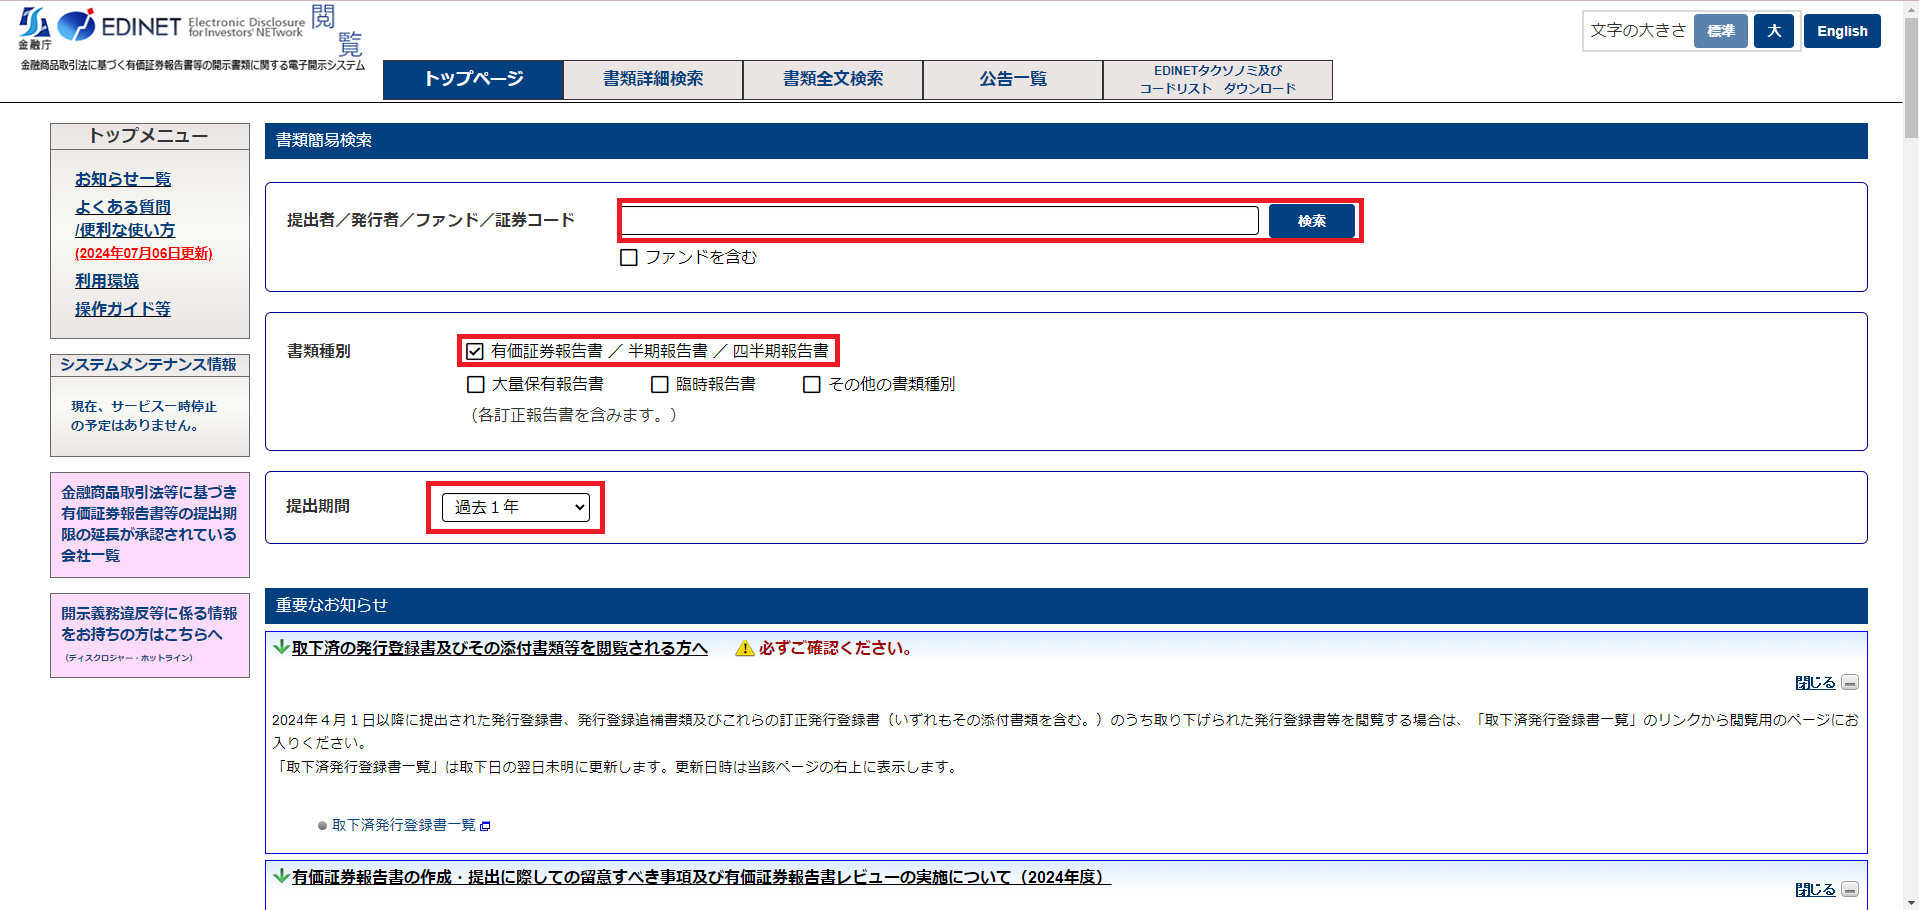 金融庁
EDINET
Electronic Disclosure
for Investors' NETwork
閲覧
金融商品取引法に基づく有価証券報告書等の開示書類に関する電子開示システム
文字の大きさ 標準 大 English
トップページ 書類詳細検索 書類全文検索 公告一覧 EDINETタクソノミ及び
コードリスト ダウンロード
トップメニュー
お知らせ一覧
よくある質問
/便利な使い方
(2024年07月06日更新)
利用環境
操作ガイド等
システムメンテナンス情報
現在、サービス一時停止
の予定はありません。
金融商品取引法等に基づき
有価証券報告書等の提出期
限の延長が承認されている
会社一覧
開示義務違反等に係る情報
をお持ちの方はこちらへ
（ディスクロジャー・ホットライン）
書類簡易検索
提出者／発行者／ファンド／証券コード 検索
ファンドを含む
書類種別 有価証券報告書 ／ 半期報告書 ／ 四半期報告書
大量保有報告書 臨時報告書 その他の書類種別
（各訂正報告書を含みます。）
提出期間 過去１年
重要なお知らせ
取下済の発行登録書及びその添付書類等を閲覧される方へ 必ずご確認ください。
閉じる
2024年４月１日以降に提出された発行登録書、発行登録追補書類及びこれらの訂正発行登録書（いずれもその添付書類を含む。）のうち取り下げられた発行登録書等を閲覧する場合は、「取下済発行登録書一覧」のリンクから閲覧用のページにお
入りください。
「取下済発行登録書一覧」は取下日の翌日未明に更新します。更新日時は当該ページの右上に表示します。
取下済発行登録書一覧
有価証券報告書の作成・提出に際しての留意すべき事項及び有価証券報告書レビューの実施について（2024年度）
閉じる